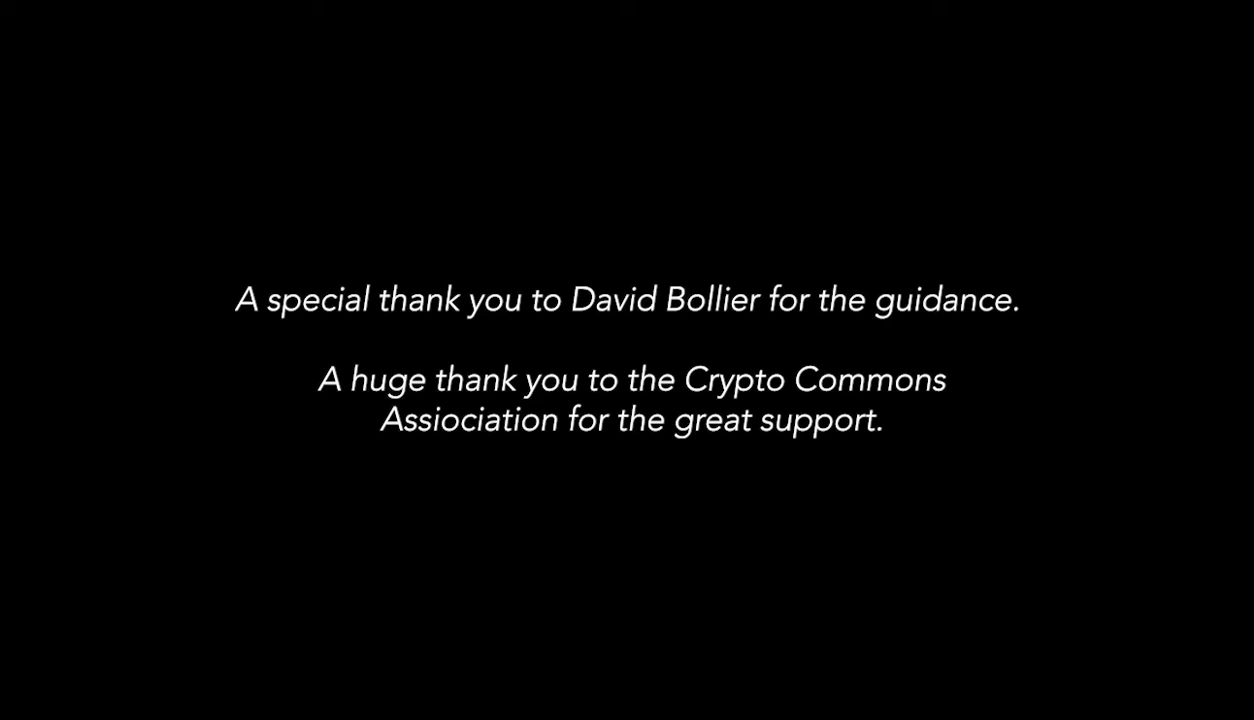 A special thank you to David Bollier for the guidance.
A huge thank you to the Crypto Commons
Assiociation for the great support.